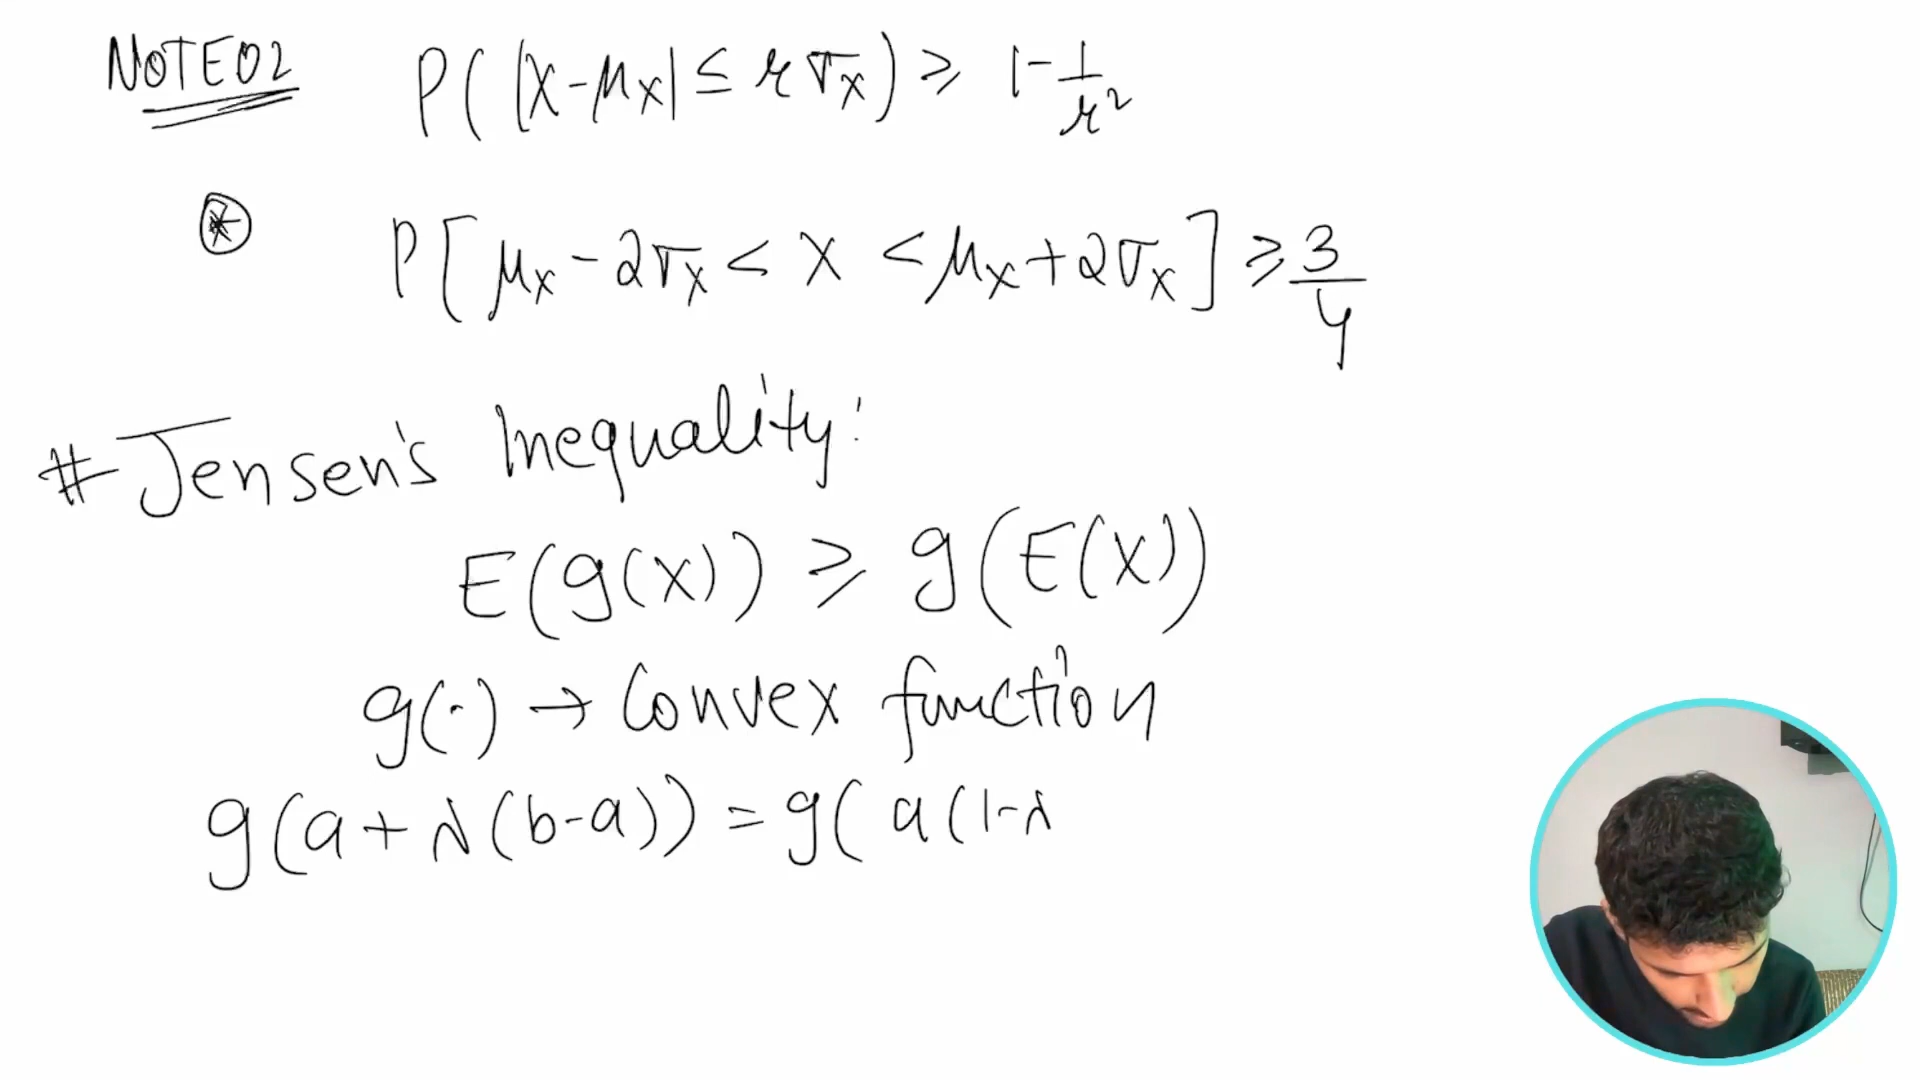 NOTE02 P( |X-μx| ≤ r σx) ≥ 1 - 1/r²
* P[ μx - 2σx < X < μx + 2σx ] ≥ 3/4
# Jensen's Inequality:
E(g(X)) ≥ g(E(X))
g(·) → Convex function
g(a + λ(b-a)) = g( a(1-λ